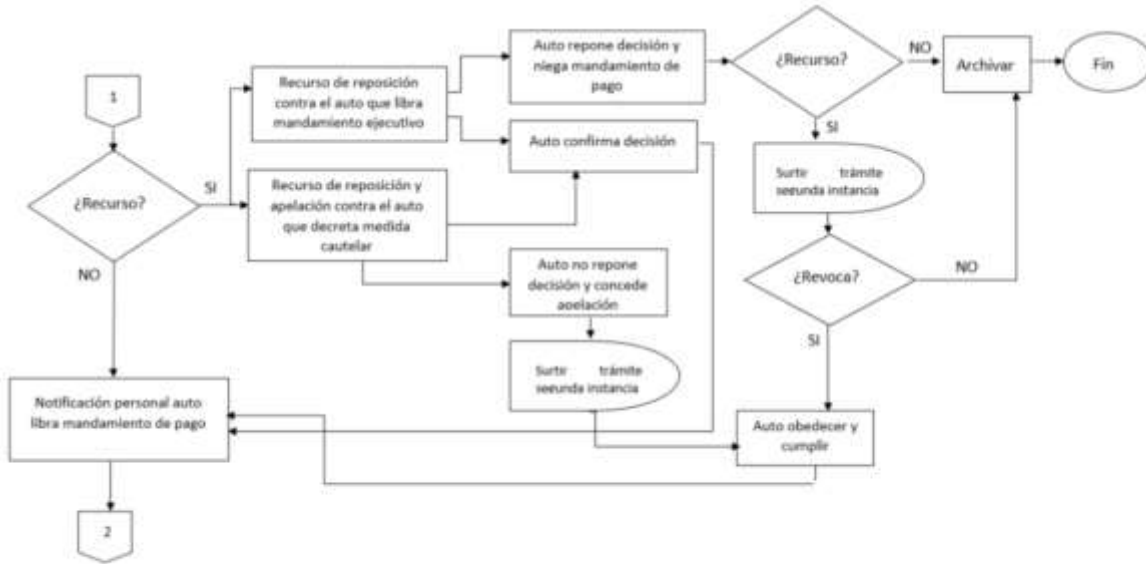 1
¿Recurso?
SI
NO
Recurso de reposición
contra el auto que libra
mandamiento ejecutivo
Recurso de reposición y
apelación contra el auto
que decreta medida
cautelar
Auto repone decisión y
niega mandamiento de
pago
Auto confirma decisión
Auto no repone
decisión y concede
apelación
Surtir trámite
segunda instancia
¿Recurso?
NO
Archivar
Fin
SI
Surtir trámite
segunda instancia
¿Revoca?
NO
SI
Auto obedecer y
cumplir
Notificación personal auto
libra mandamiento de pago
2